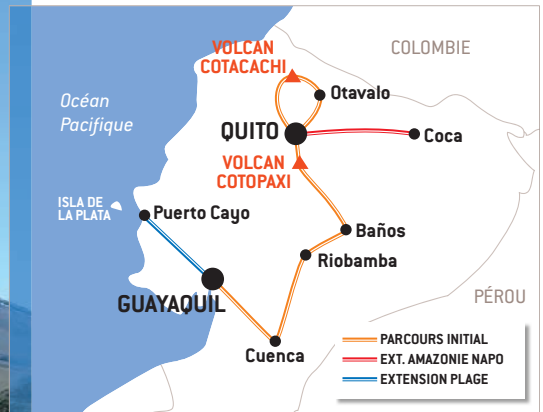 VOLCAN
COTACACHI
COLOMBIE
Océan
Pacifique
Otavalo
QUITO
Coca
VOLCAN
COTOPAXI
ISLA DE
LA PLATA
Puerto Cayo
Baños
Riobamba
GUAYAQUIL
PÉROU
Cuenca
PARCOURS INITIAL
EXT. AMAZONIE NAPO
EXTENSION PLAGE